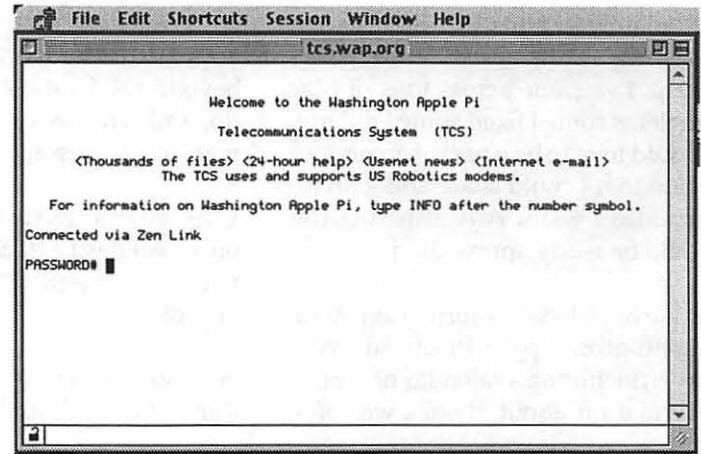 File Edit Shortcuts Session Window Help
tcs.wap.org
Welcome to the Washington Apple Pi
Telecommunications System (TCS)
<Thousands of files> <24-hour help> <Usenet news> <Internet e-mail>
The TCS uses and supports US Robotics modems.
For information on Washington Apple Pi, type INFO after the number symbol.
Connected via Zen Link
PASSWORD#